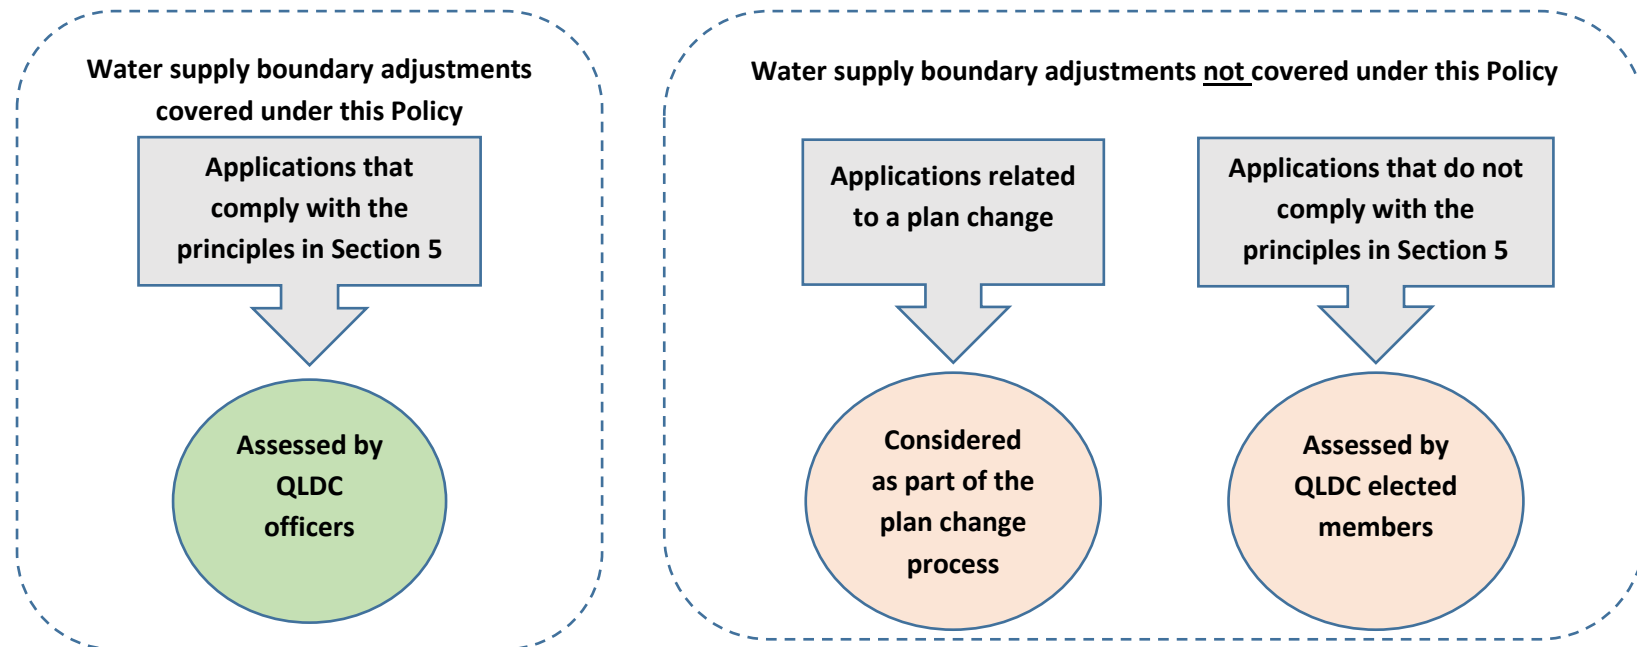 Water supply boundary adjustments
covered under this Policy
Applications that
comply with the
principles in Section 5
Assessed by
QLDC
officers
Water supply boundary adjustments not covered under this Policy
Applications related
to a plan change
Considered
as part of the
plan change
process
Applications that do not
comply with the
principles in Section 5
Assessed by
QLDC elected
members